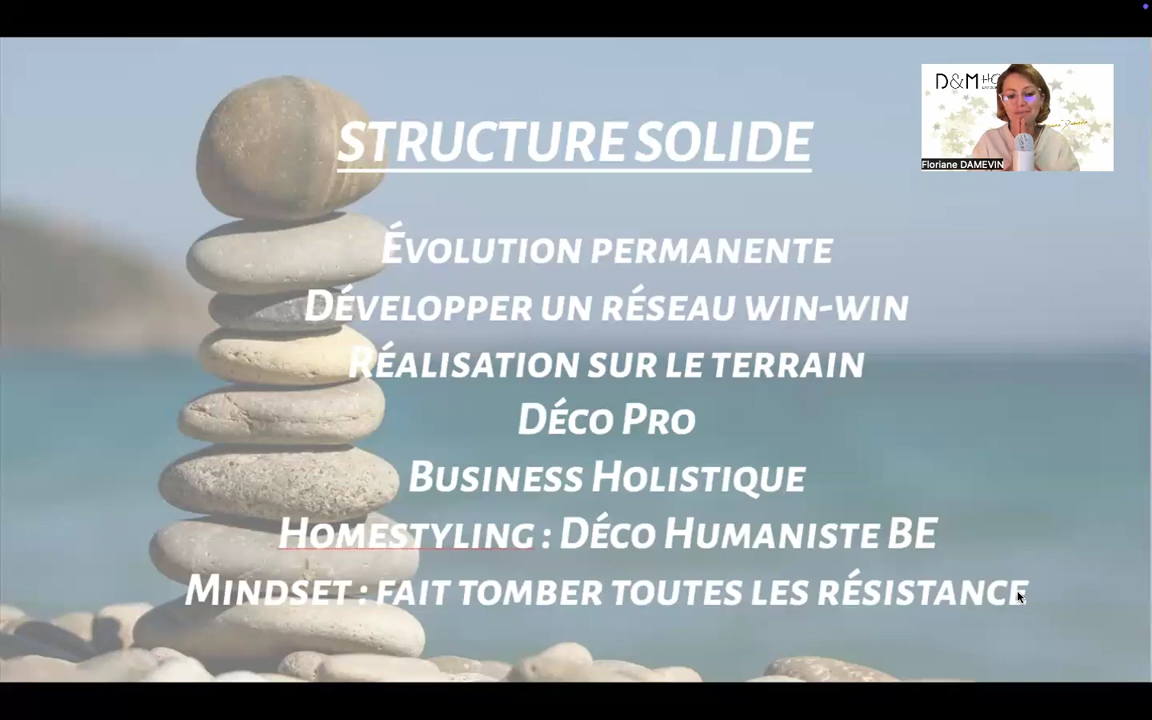 D&M HO
Floriane DAMEVIN
STRUCTURE SOLIDE
ÉVOLUTION PERMANENTE
DÉVELOPPER UN RÉSEAU WIN-WIN
RÉALISATION SUR LE TERRAIN
DÉCO PRO
BUSINESS HOLISTIQUE
HOMESTYLING : DÉCO HUMANISTE BE
MINDSET : FAIT TOMBER TOUTES LES RÉSISTANCE